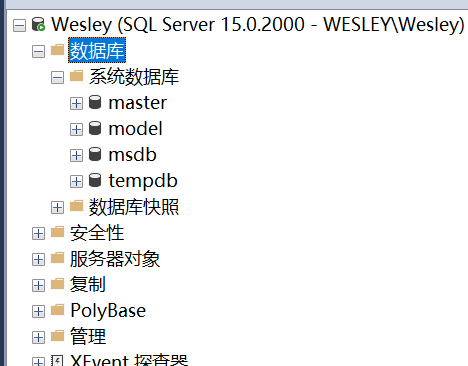 Wesley (SQL Server 15.0.2000 - WESLEY\Wesley)
数据库
系统数据库
master
model
msdb
tempdb
数据库快照
安全性
服务器对象
复制
PolyBase
管理
XEvent 探查器